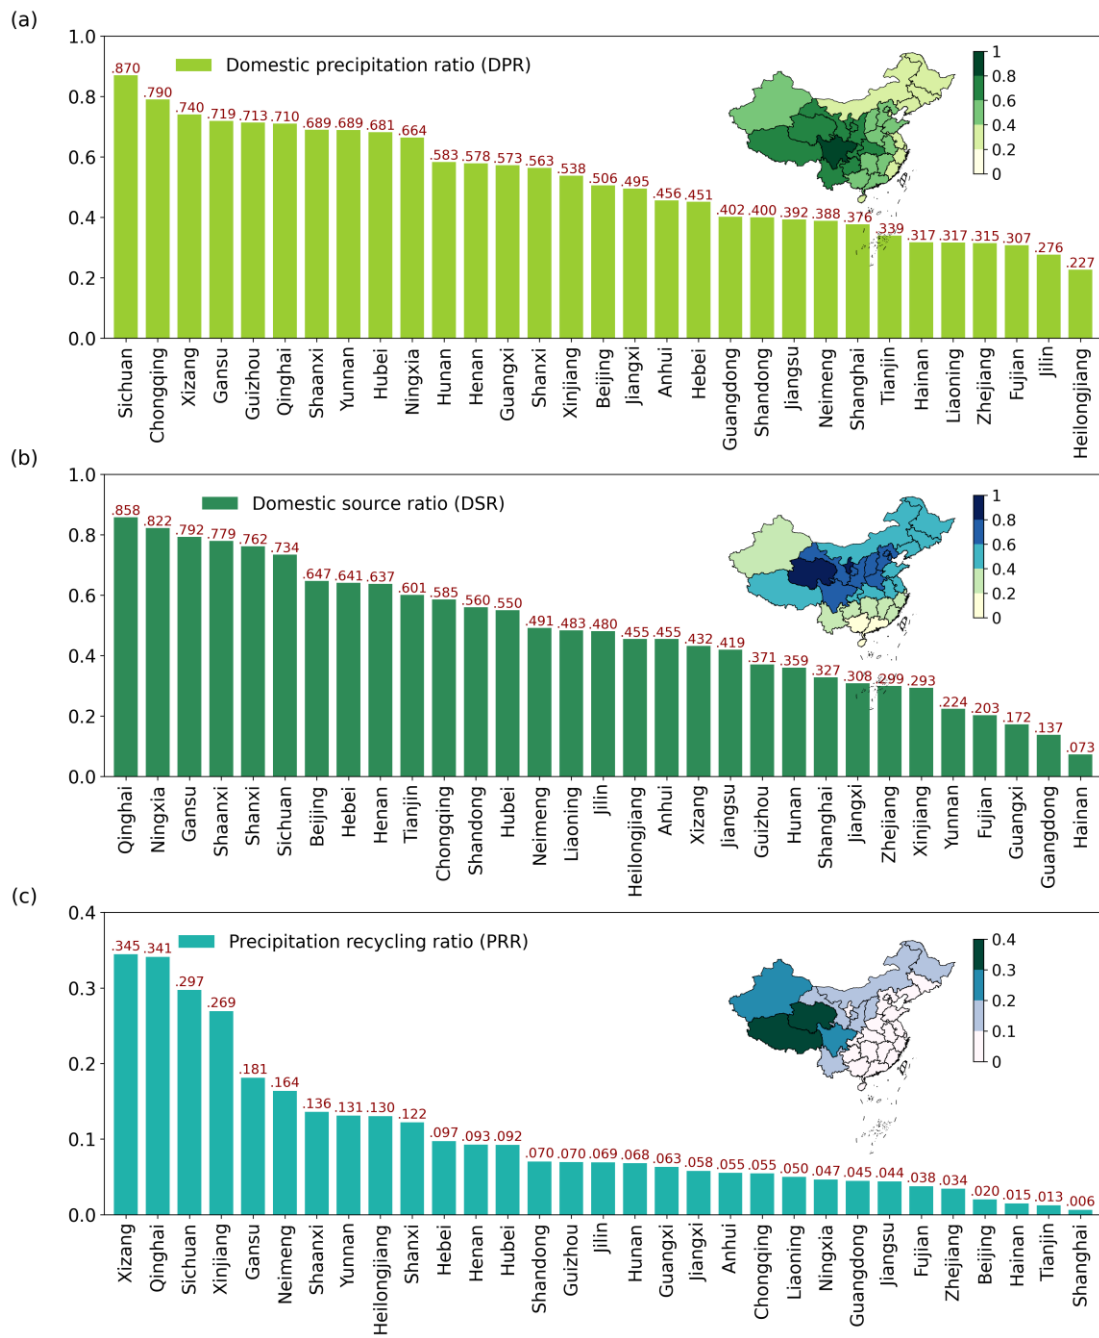 (a)
1.0
0.8
0.6
0.4
0.2
0.0
Domestic precipitation ratio (DPR)
1
0.8
0.6
0.4
0.2
0
.870 .790 .740 .719 .713 .710 .689 .689 .681 .664 .583 .578 .573 .563 .538 .506 .495 .456 .451 .402 .400 .392 .388 .376 .339 .317 .317 .315 .307 .276 .227
Sichuan Chongqing Xizang Gansu Guizhou Qinghai Shaanxi Yunnan Hubei Ningxia Hunan Henan Guangxi Shanxi Xinjiang Beijing Jiangxi Anhui Hebei Guangdong Shandong Jiangsu Neimeng Shanghai Tianjin Hainan Liaoning Zhejiang Fujian Jilin Heilongjiang
(b)
1.0
0.8
0.6
0.4
0.2
0.0
Domestic source ratio (DSR)
1
0.8
0.6
0.4
0.2
0
.858 .822 .792 .779 .762 .734 .647 .641 .637 .601 .585 .560 .550 .491 .483 .480 .455 .455 .432 .419 .371 .359 .327 .308 .299 .293 .224 .203 .172 .137 .073
Qinghai Ningxia Gansu Shaanxi Shanxi Sichuan Beijing Hebei Henan Tianjin Chongqing Shandong Hubei Neimeng Liaoning Jilin Heilongjiang Anhui Xizang Jiangsu Guizhou Hunan Shanghai Jiangxi Zhejiang Xinjiang Yunnan Fujian Guangxi Guangdong Hainan
(c)
0.4
0.3
0.2
0.1
0.0
Precipitation recycling ratio (PRR)
0.4
0.3
0.2
0.1
0
.345 .341 .297 .269 .181 .164 .136 .131 .130 .122 .097 .093 .092 .070 .070 .069 .068 .063 .058 .055 .055 .050 .047 .045 .044 .038 .034 .020 .015 .013 .006
Xizang Qinghai Sichuan Xinjiang Gansu Neimeng Shaanxi Yunnan Heilongjiang Shanxi Hebei Henan Hubei Shandong Guizhou Jilin Hunan Guangxi Jiangxi Anhui Chongqing Liaoning Ningxia Guangdong Jiangsu Fujian Zhejiang Beijing Hainan Tianjin Shanghai